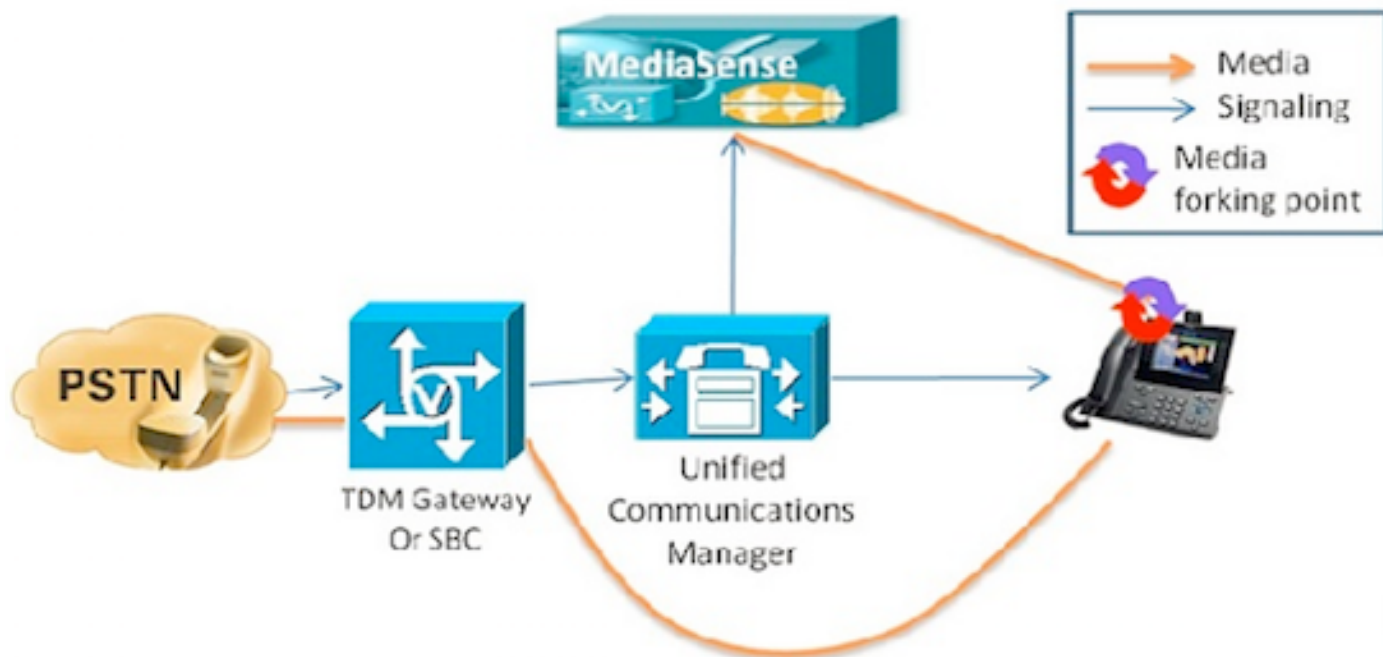 MediaSense
Media
Signaling
Media
forking point
PSTN
V
TDM Gateway
Or SBC
Unified
Communications
Manager